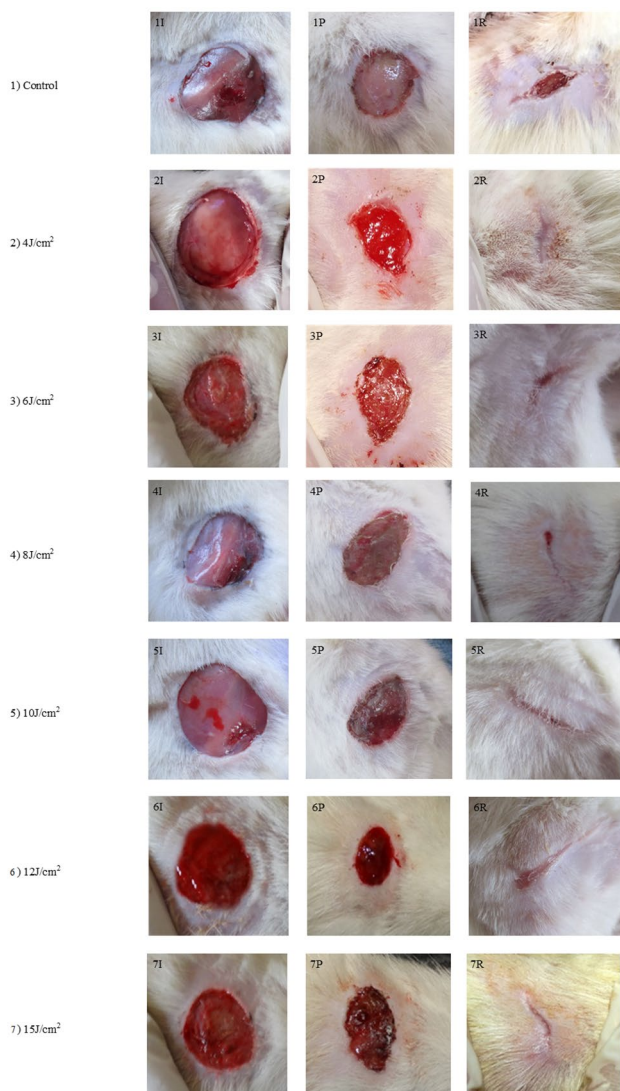 1I 1P 1R
1) Control
2I 2P 2R
2) 4J/cm²
3I 3P 3R
3) 6J/cm²
4I 4P 4R
4) 8J/cm²
5I 5P 5R
5) 10J/cm²
6I 6P 6R
6) 12J/cm²
7I 7P 7R
7) 15J/cm²